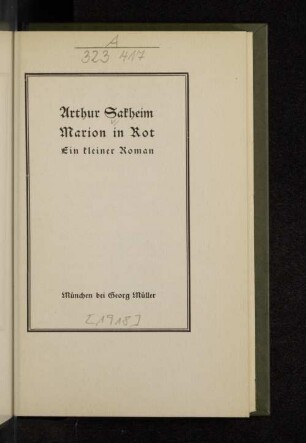 A
323 417
Arthur Sakheim
Marion in Rot
Ein kleiner Roman
München bei Georg Müller
[1918]